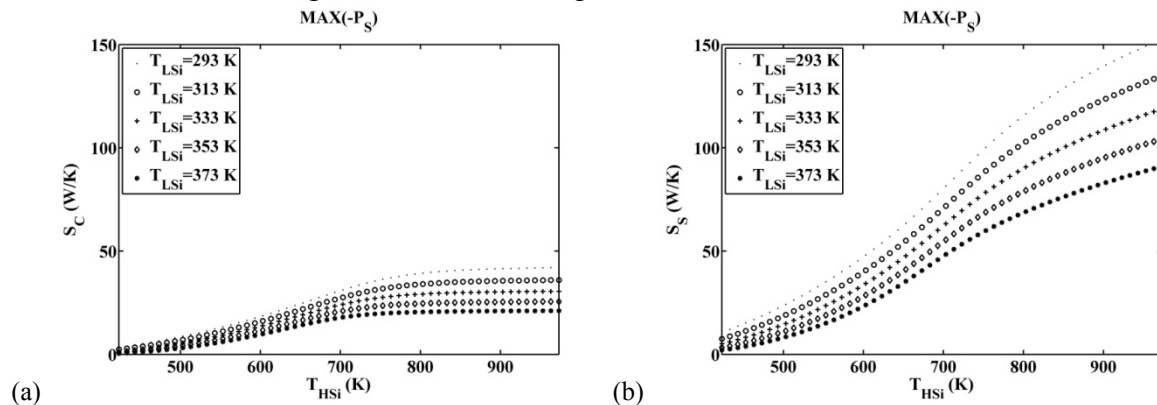 MAX(-P_S)
150
100
50
0
S_C (W/K)
T_LSi=293 K
T_LSi=313 K
T_LSi=333 K
T_LSi=353 K
T_LSi=373 K
500 600 700 800 900
T_HSi (K)
(a)
MAX(-P_S)
150
100
50
0
S_S (W/K)
T_LSi=293 K
T_LSi=313 K
T_LSi=333 K
T_LSi=353 K
T_LSi=373 K
500 600 700 800 900
T_HSi (K)
(b)